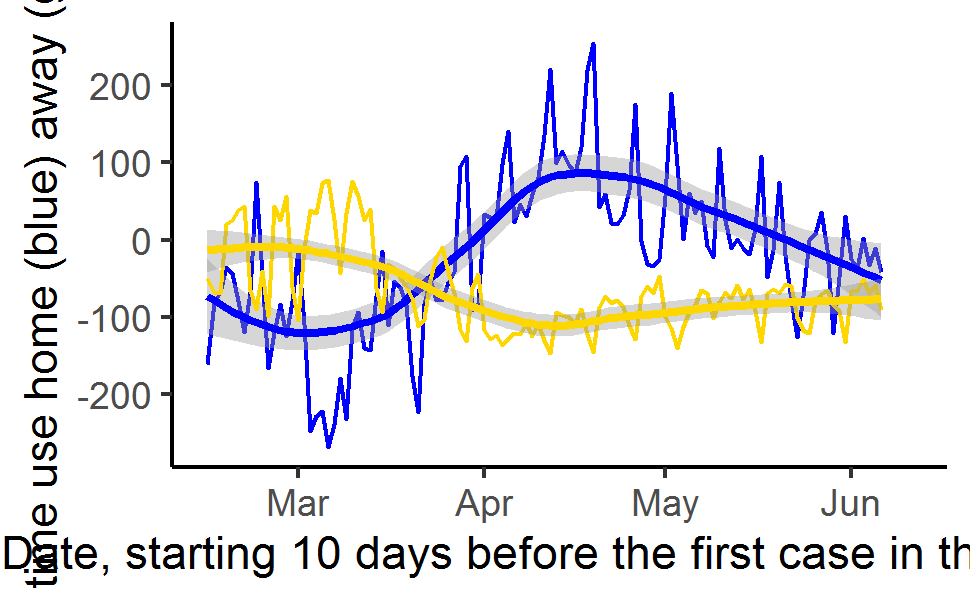 time use home (blue) away (
200
100
0
-100
-200
Mar Apr May Jun
Date, starting 10 days before the first case in th